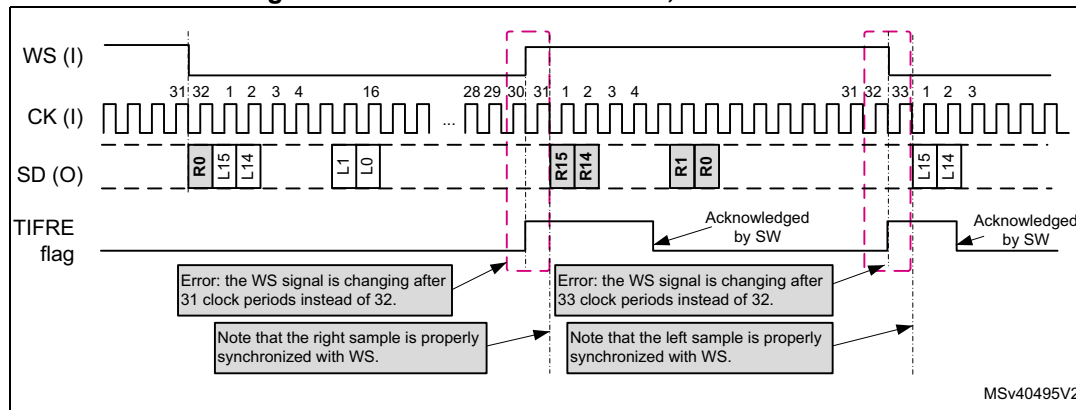 WS (I)
31 32 1 2 3 4 16 28 29 30 31 1 2 3 4 31 32 33 1 2 3
CK (I)
...
SD (O)
R0 L15 L14 L1 L0 R15 R14 R1 R0 L15 L14
TIFRE
flag
Acknowledged
by SW
Acknowledged
by SW
Error: the WS signal is changing after
31 clock periods instead of 32.
Error: the WS signal is changing after
33 clock periods instead of 32.
Note that the right sample is properly
synchronized with WS.
Note that the left sample is properly
synchronized with WS.
MSv40495V2